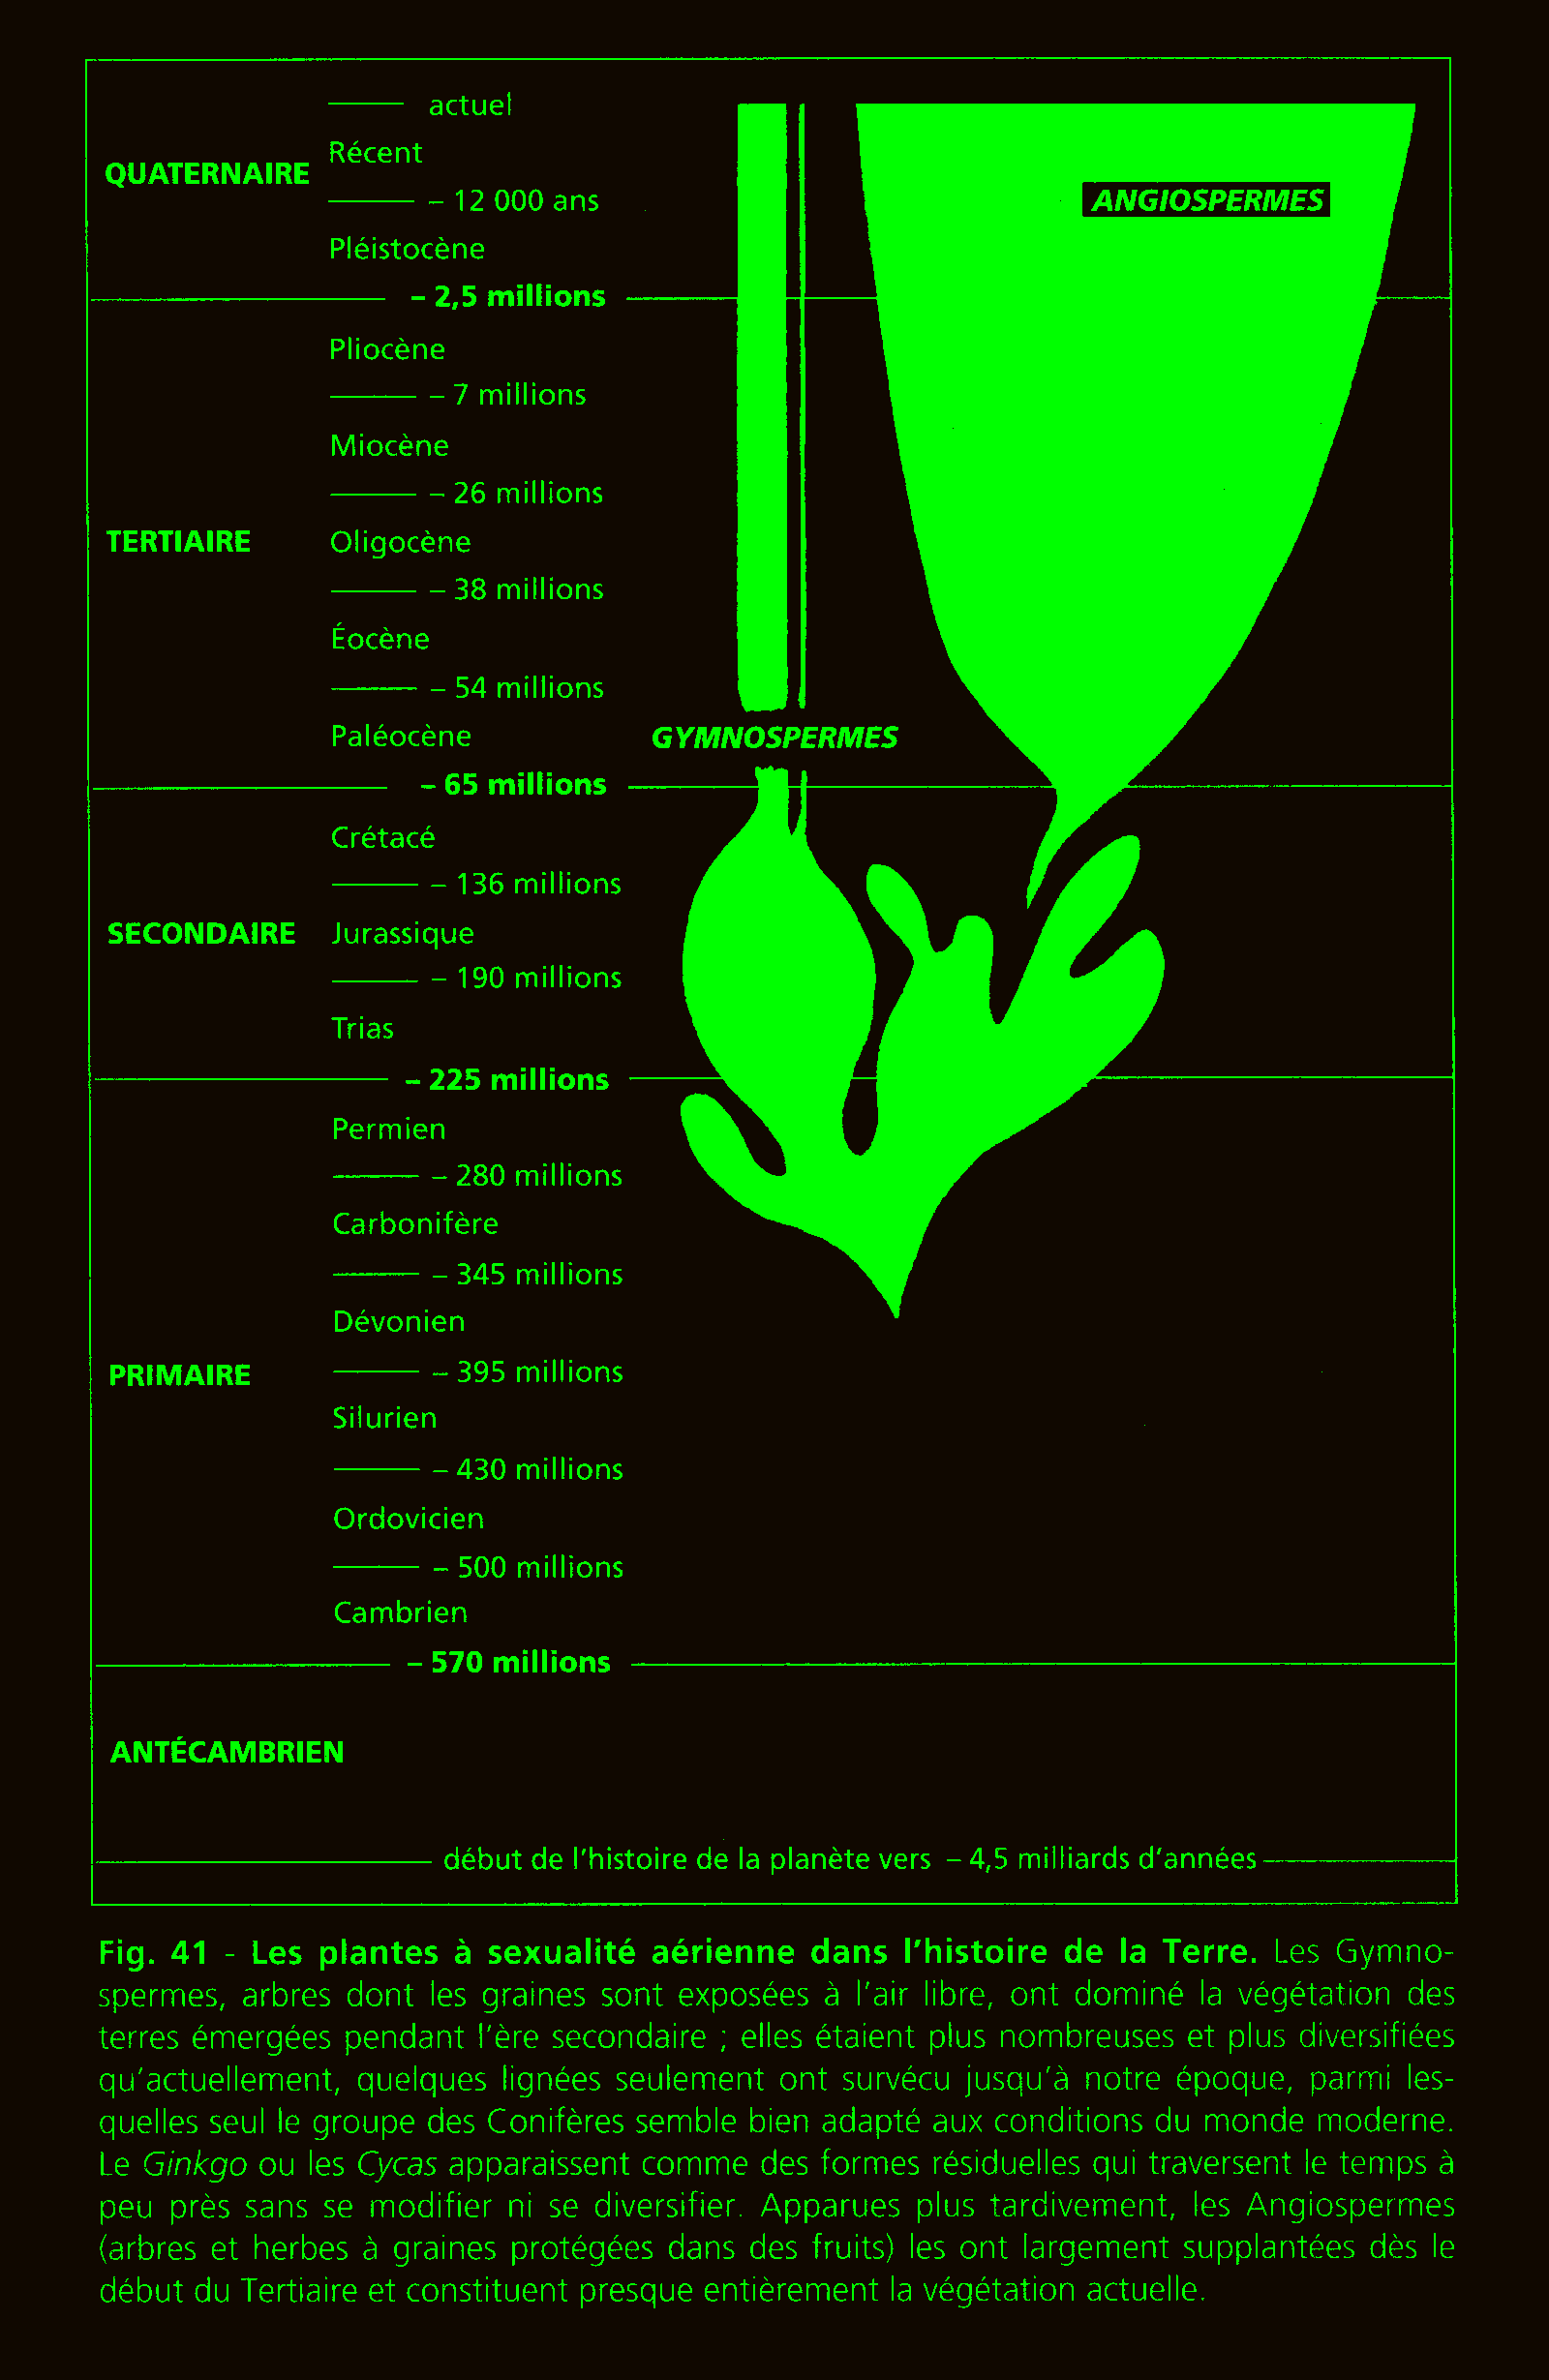 actuel
Récent
QUATERNAIRE
– 12 000 ans
ANGIOSPERMES
Pléistocène
– 2,5 millions
Pliocène
– 7 millions
Miocène
– 26 millions
TERTIAIRE Oligocène
– 38 millions
Éocène
– 54 millions
Paléocène
GYMNOSPERMES
– 65 millions
Crétacé
– 136 millions
SECONDAIRE Jurassique
– 190 millions
Trias
– 225 millions
Permien
– 280 millions
Carbonifère
– 345 millions
Dévonien
PRIMAIRE – 395 millions
Silurien
– 430 millions
Ordovicien
– 500 millions
Cambrien
– 570 millions
ANTÉCAMBRIEN
début de l'histoire de la planète vers – 4,5 milliards d'années
Fig. 41 - Les plantes à sexualité aérienne dans l'histoire de la Terre. Les Gymno-
spermes, arbres dont les graines sont exposées à l'air libre, ont dominé la végétation des
terres émergées pendant l'ère secondaire ; elles étaient plus nombreuses et plus diversifiées
qu'actuellement, quelques lignées seulement ont survécu jusqu'à notre époque, parmi les-
quelles seul le groupe des Conifères semble bien adapté aux conditions du monde moderne.
Le Ginkgo ou les Cycas apparaissent comme des formes résiduelles qui traversent le temps à
peu près sans se modifier ni se diversifier. Apparues plus tardivement, les Angiospermes
(arbres et herbes à graines protégées dans des fruits) les ont largement supplantées dès le
début du Tertiaire et constituent presque entièrement la végétation actuelle.